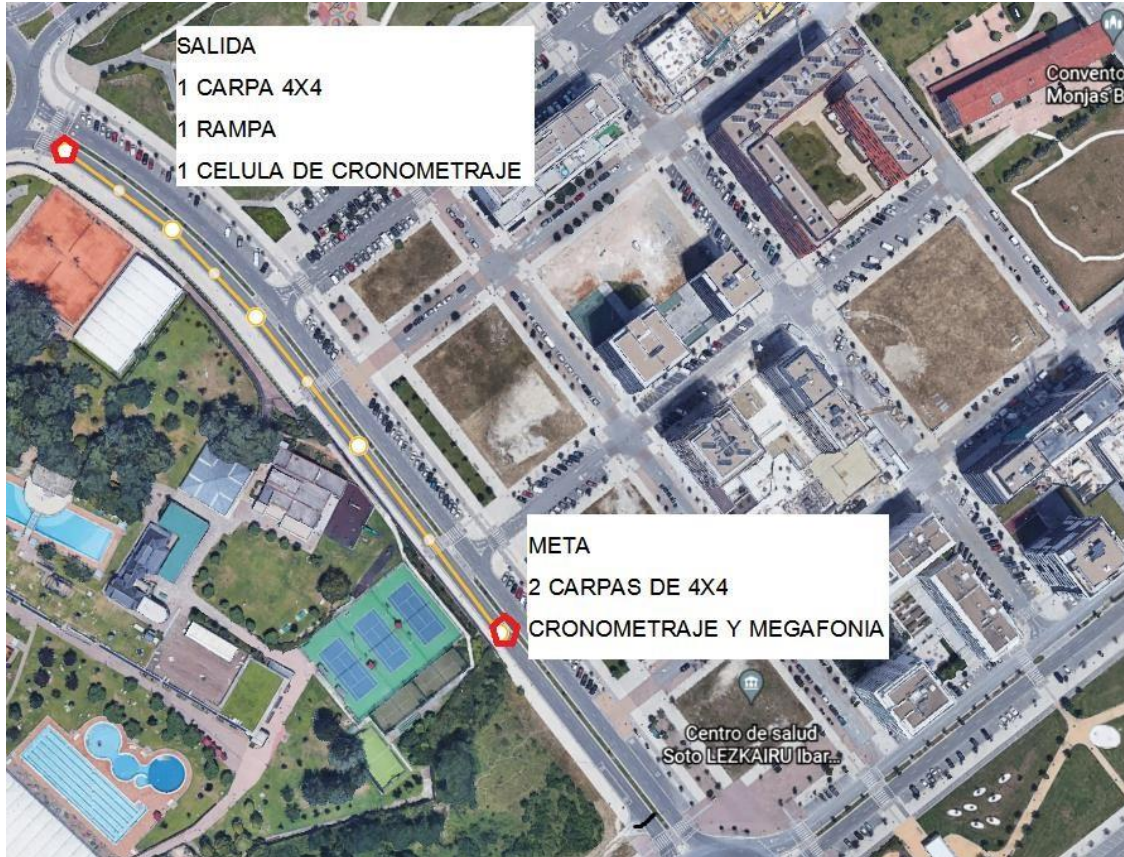 SALIDA
1 CARPA 4X4
1 RAMPA
1 CELULA DE CRONOMETRAJE
Convento
Monjas B
META
2 CARPAS DE 4X4
CRONOMETRAJE Y MEGAFONIA
Centro de salud
Soto LEZKAIRU Ibar...